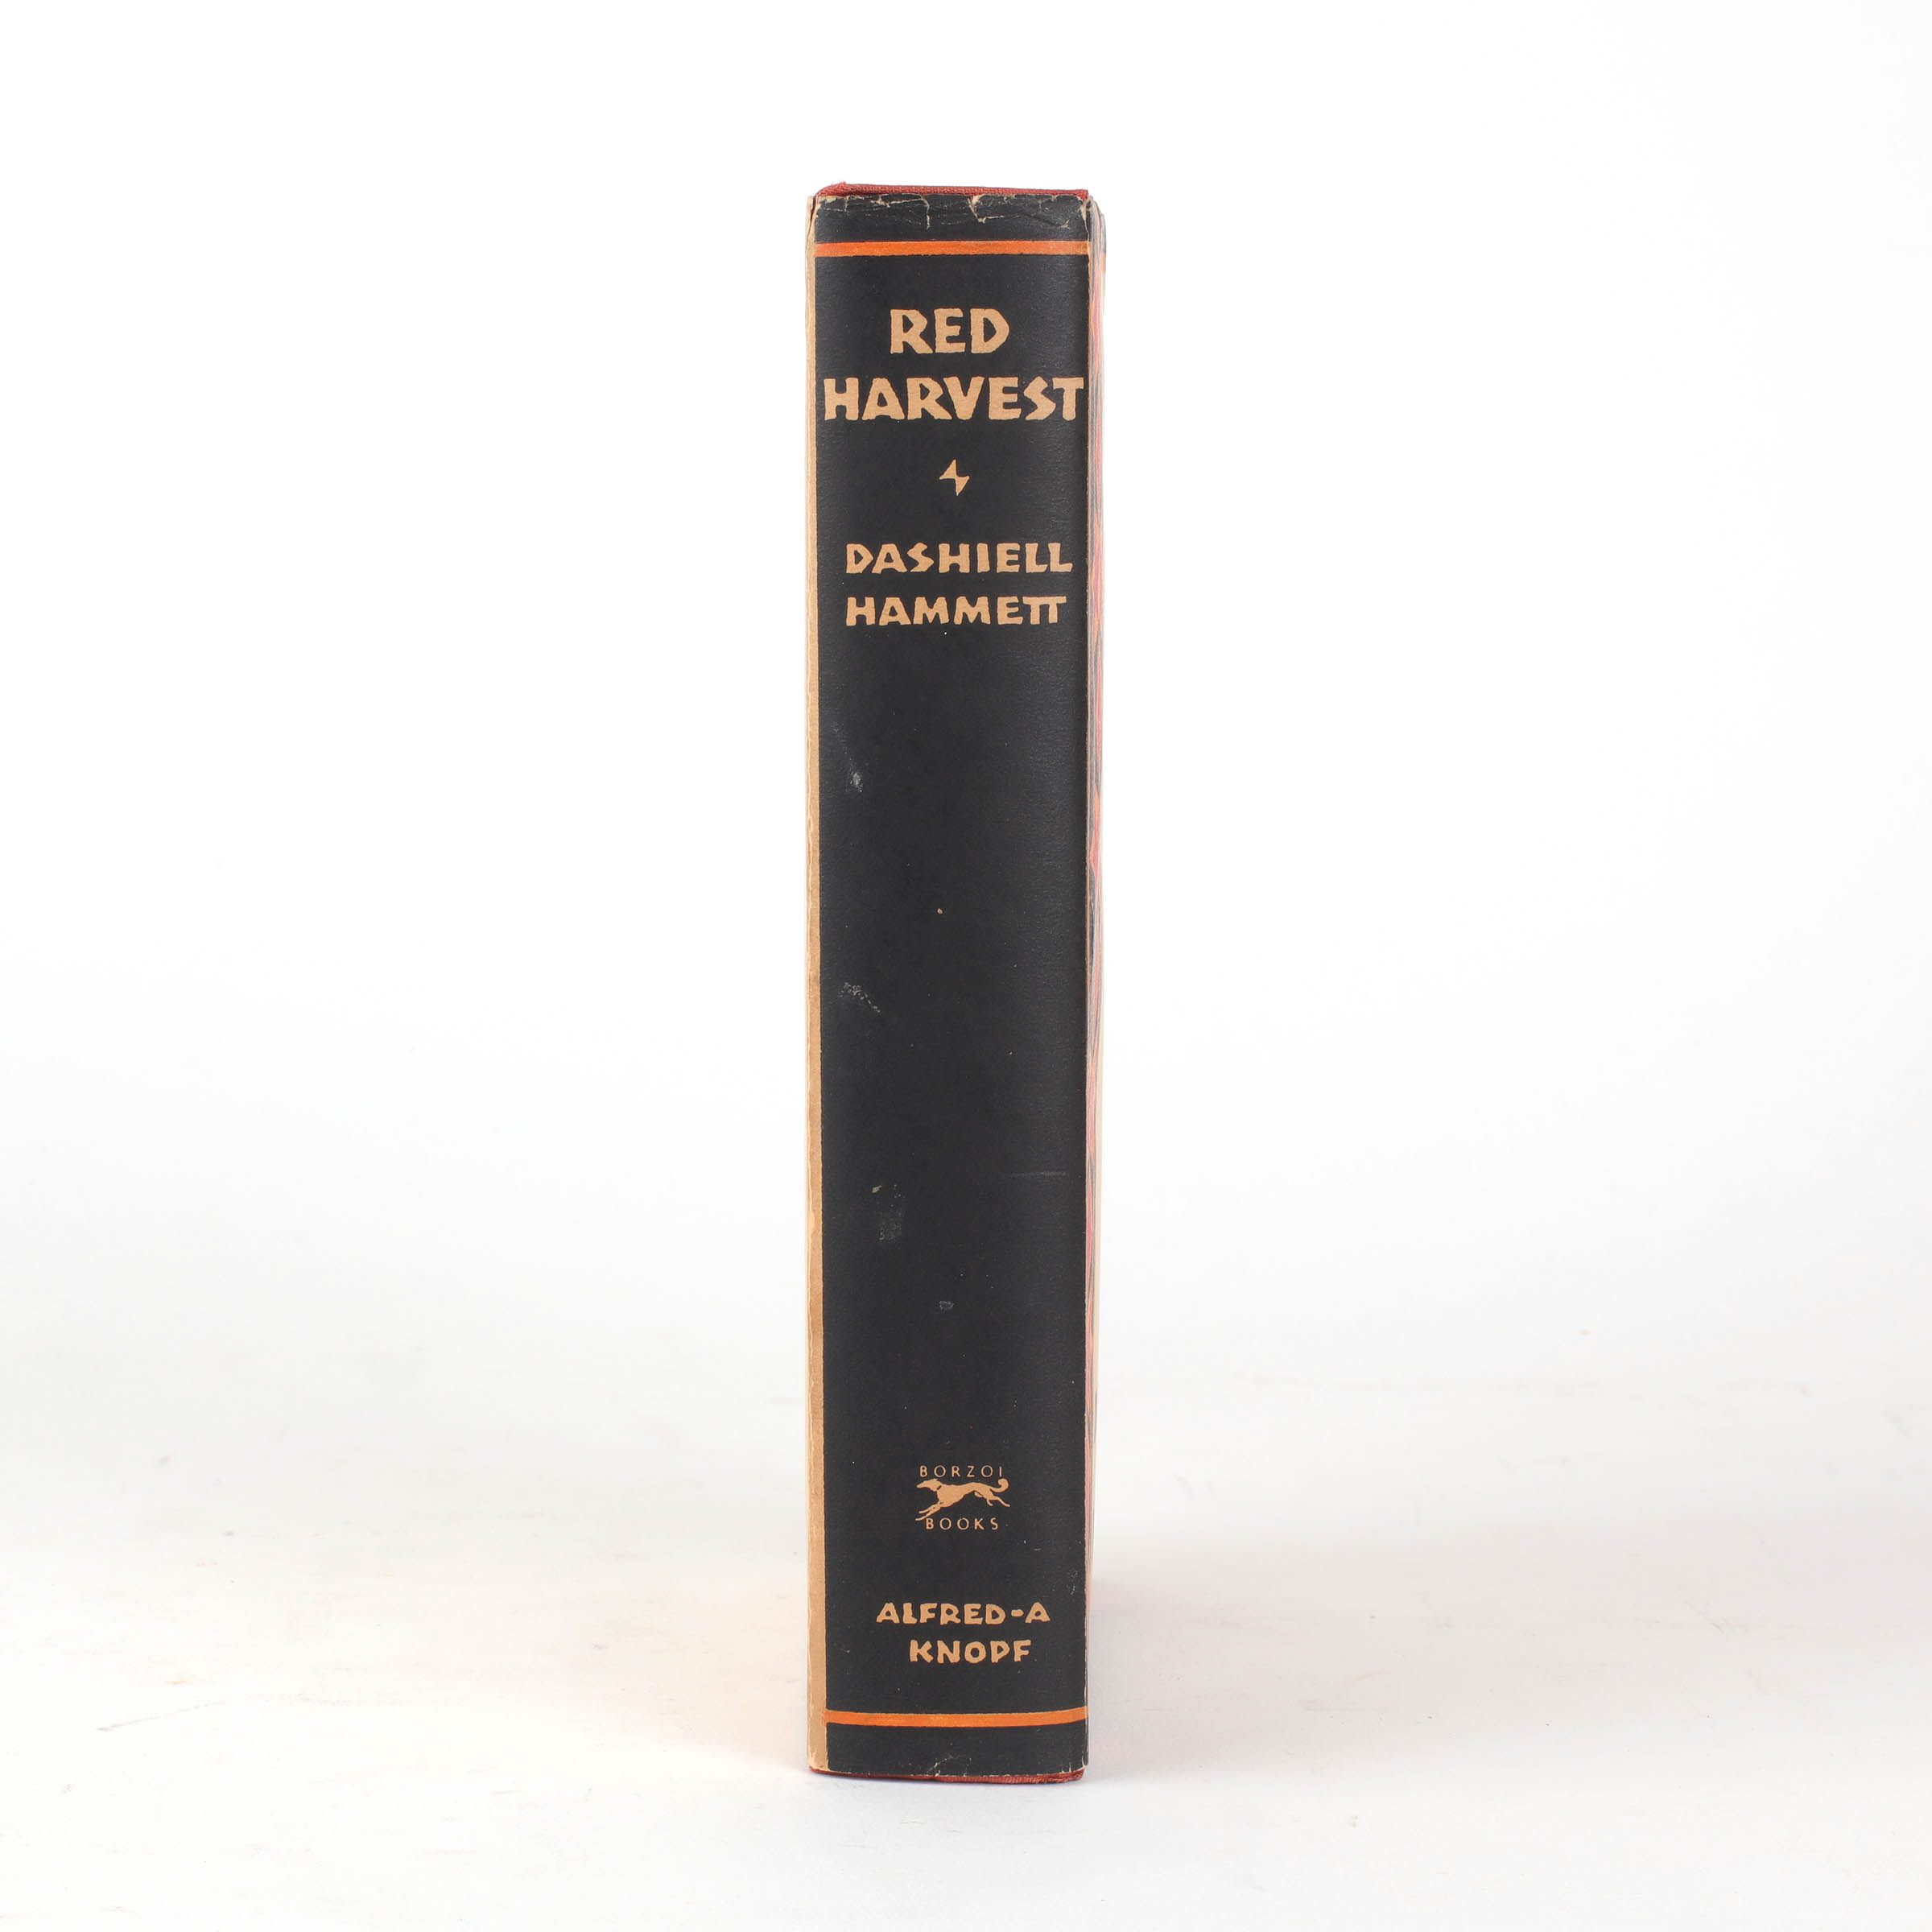 RED
HARVEST
DASHIELL
HAMMETT
BORZOI
BOOKS
ALFRED-A
KNOPF